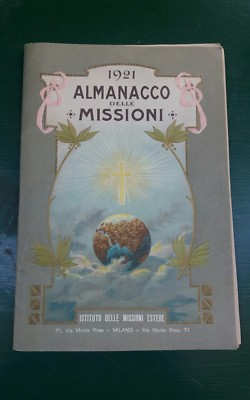 1921
ALMANACCO
DELLE
MISSIONI
ISTITUTO DELLE MISSIONI ESTERE
71, Via Monte Rosa - MILANO - Via Monte Rosa, 71